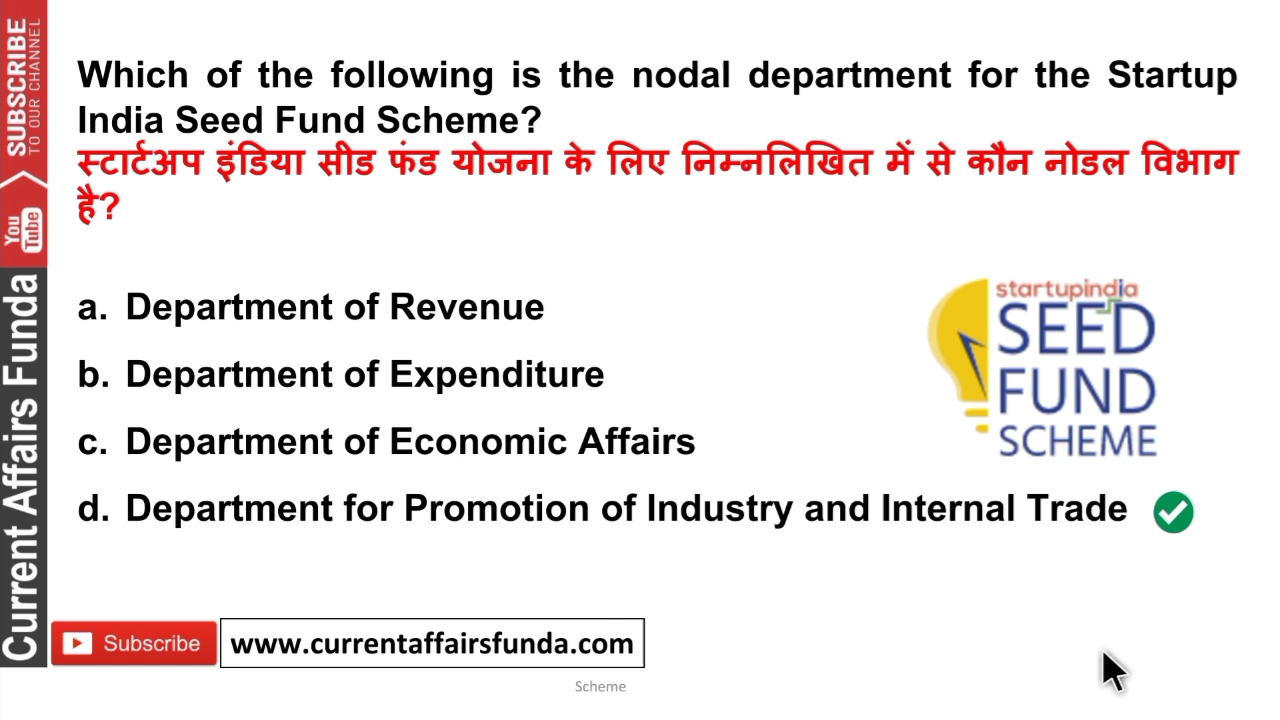 SUBSCRIBE
TO OUR CHANNEL
You
Tube
Current Affairs Funda
Which of the following is the nodal department for the Startup
India Seed Fund Scheme?
स्टार्टअप इंडिया सीड फंड योजना के लिए निम्नलिखित में से कौन नोडल विभाग
है?
a. Department of Revenue
b. Department of Expenditure
c. Department of Economic Affairs
d. Department for Promotion of Industry and Internal Trade
startupindia
SEED
FUND
SCHEME
Subscribe
www.currentaffairsfunda.com
Scheme